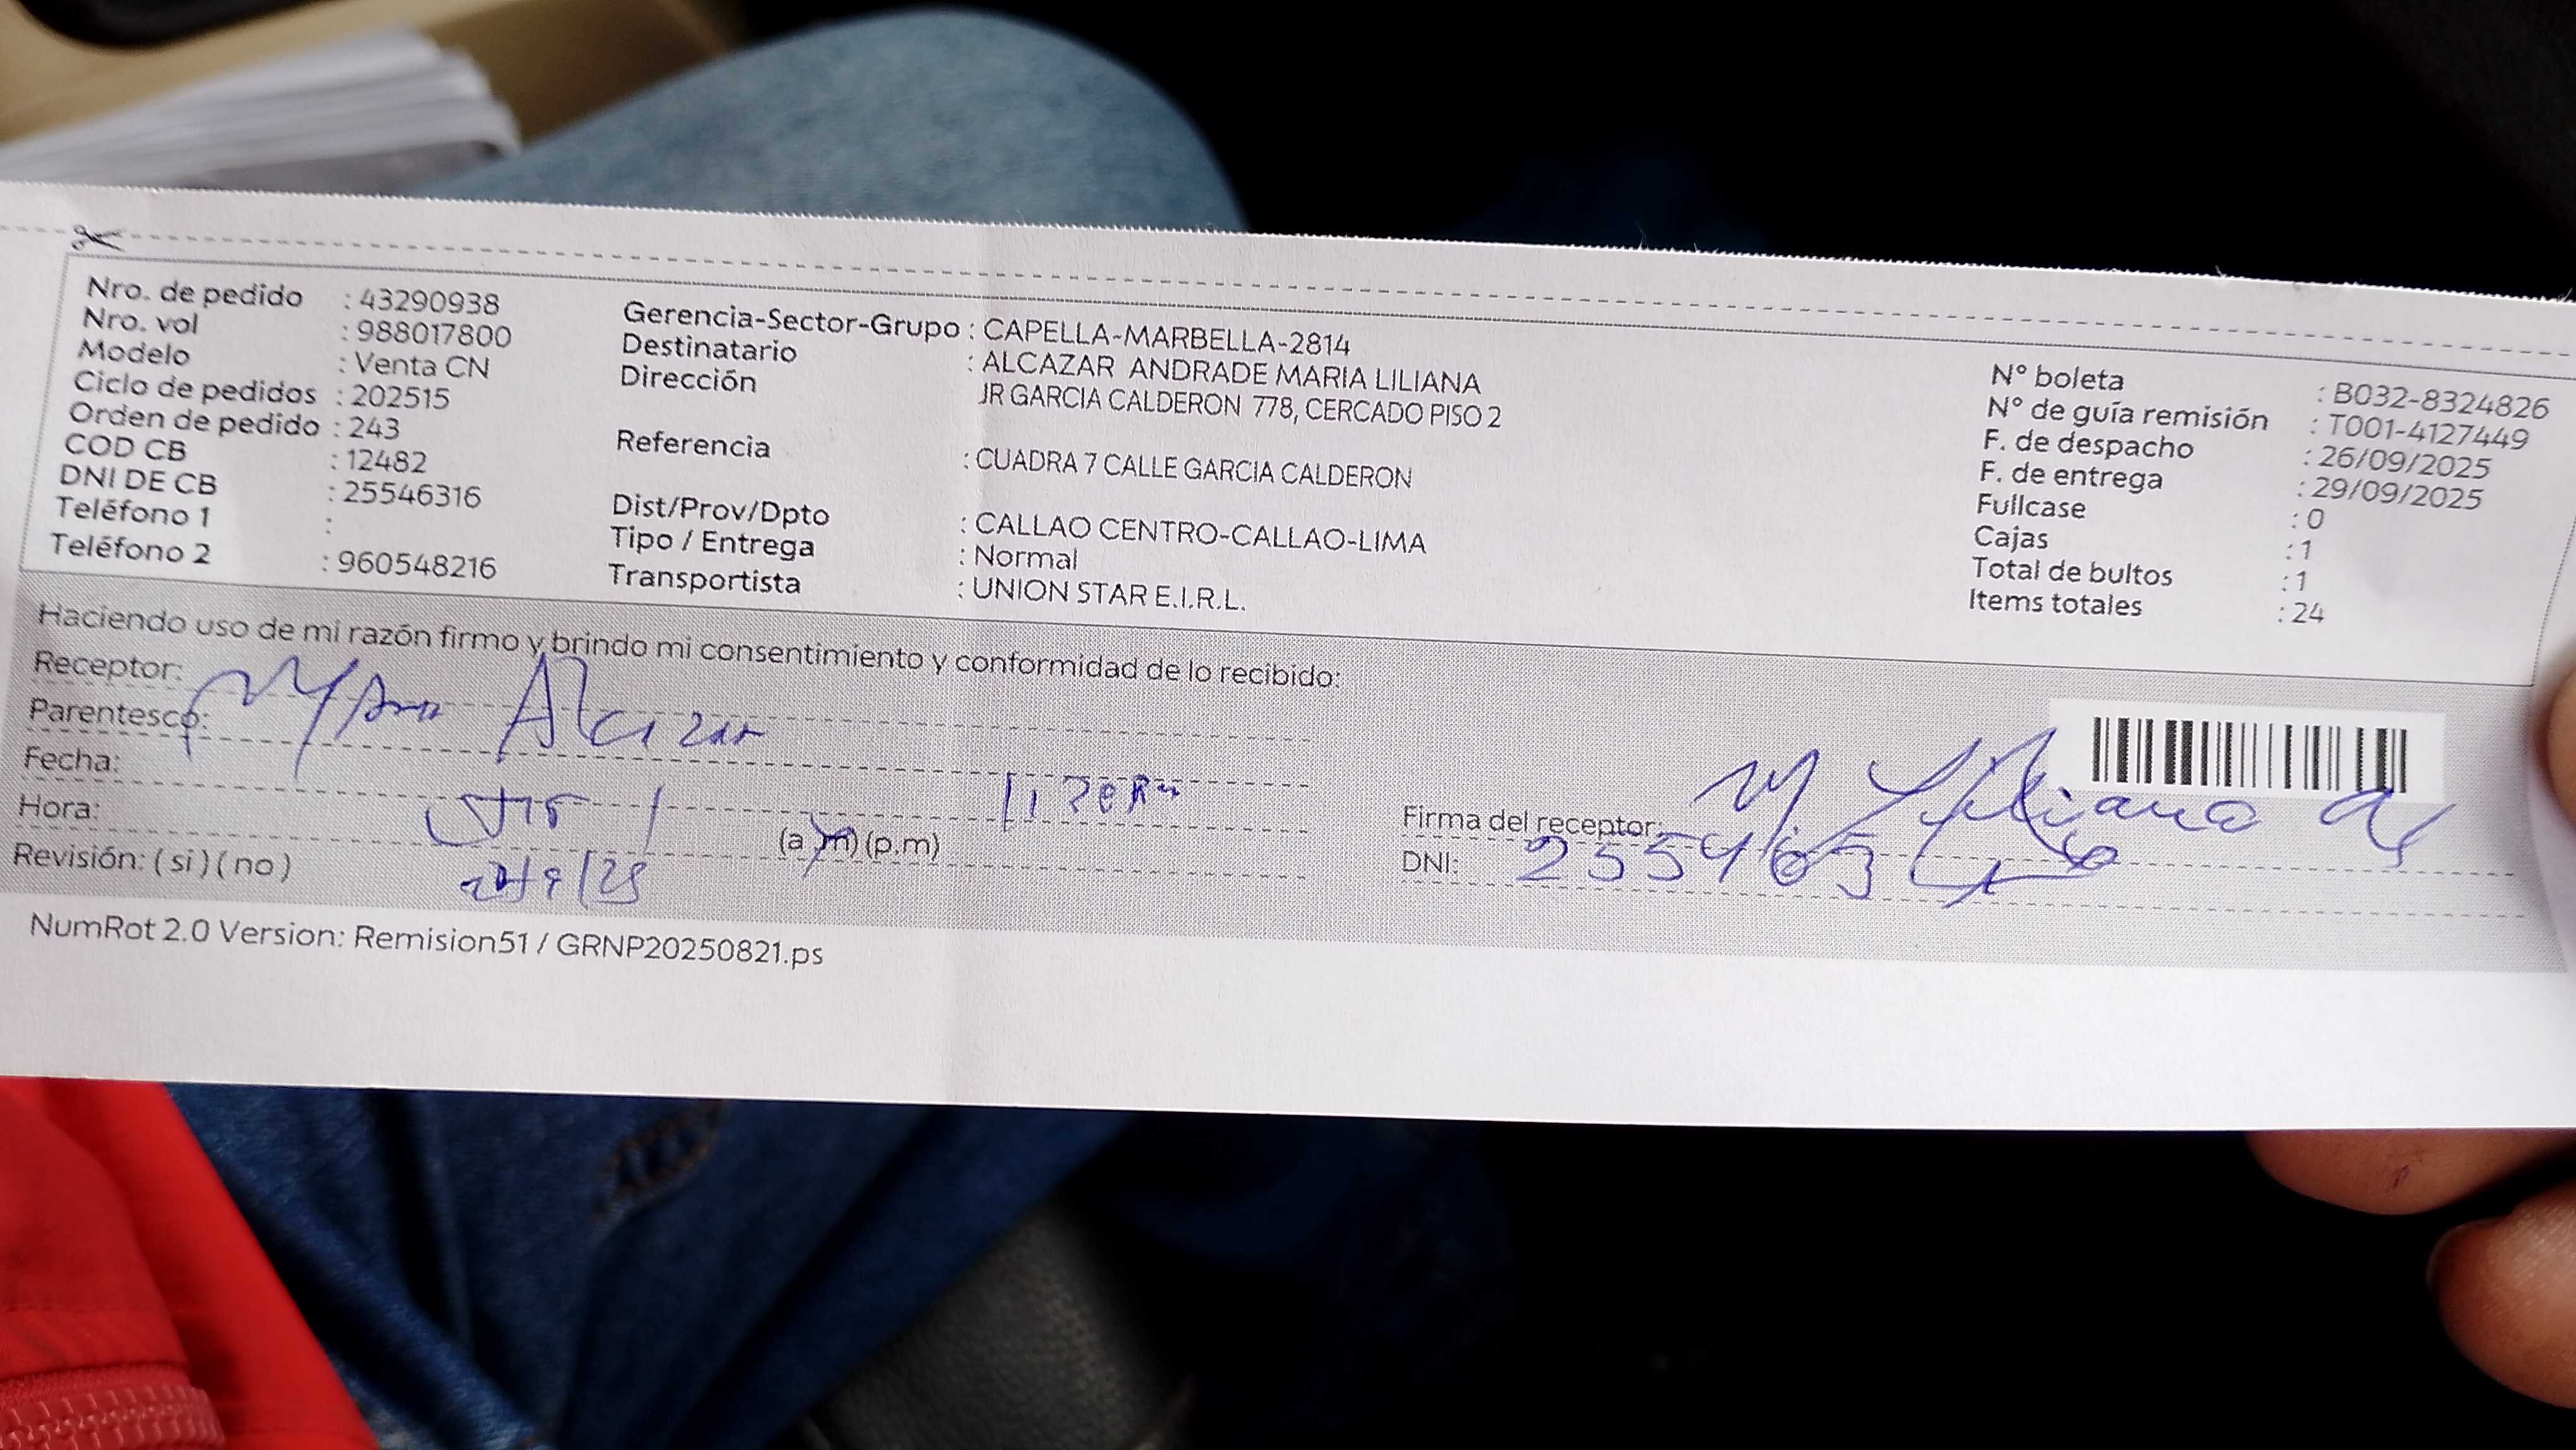 Nro. de pedido : 43290938
Nro. vol : 988017800
Modelo : Venta CN
Ciclo de pedidos : 202515
Orden de pedido : 243
COD CB : 12482
DNI DE CB : 25546316
Teléfono 1 :
Teléfono 2 : 960548216
Gerencia-Sector-Grupo : CAPELLA-MARBELLA-2814
Destinatario : ALCAZAR ANDRADE MARIA LILIANA
Dirección JR GARCIA CALDERON 778, CERCADO PISO 2
Referencia : CUADRA 7 CALLE GARCIA CALDERON
Dist/Prov/Dpto : CALLAO CENTRO-CALLAO-LIMA
Tipo / Entrega : Normal
Transportista : UNION STAR E.I.R.L.
N° boleta : B032-8324826
N° de guía remisión : T001-4127449
F. de despacho : 26/09/2025
F. de entrega : 29/09/2025
Fullcase : 0
Cajas : 1
Total de bultos : 1
Items totales : 24
Haciendo uso de mi razón firmo y brindo mi consentimiento y conformidad de lo recibido:
Receptor: Alcazar
Parentesco:
Fecha:
Hora: (a.m) (p.m)
Revisión: ( si ) ( no )
Firma del receptor: Liliana
DNI: 25546316
NumRot 2.0 Version: Remision51 / GRNP20250821.ps